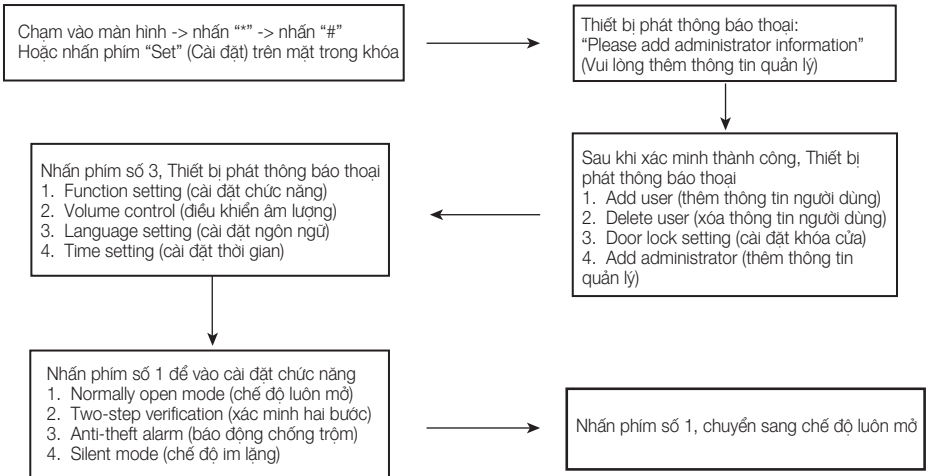 Chạm vào màn hình -> nhấn “*” -> nhấn “#”
Hoặc nhấn phím “Set” (Cài đặt) trên mặt trong khóa
Thiết bị phát thông báo thoại:
“Please add administrator information”
(Vui lòng thêm thông tin quản lý)
Sau khi xác minh thành công, Thiết bị
phát thông báo thoại
1. Add user (thêm thông tin người dùng)
2. Delete user (xóa thông tin người dùng)
3. Door lock setting (cài đặt khóa cửa)
4. Add administrator (thêm thông tin
quản lý)
Nhấn phím số 3, Thiết bị phát thông báo thoại
1. Function setting (cài đặt chức năng)
2. Volume control (điều khiển âm lượng)
3. Language setting (cài đặt ngôn ngữ)
4. Time setting (cài đặt thời gian)
Nhấn phím số 1 để vào cài đặt chức năng
1. Normally open mode (chế độ luôn mở)
2. Two-step verification (xác minh hai bước)
3. Anti-theft alarm (báo động chống trộm)
4. Silent mode (chế độ im lặng)
Nhấn phím số 1, chuyển sang chế độ luôn mở